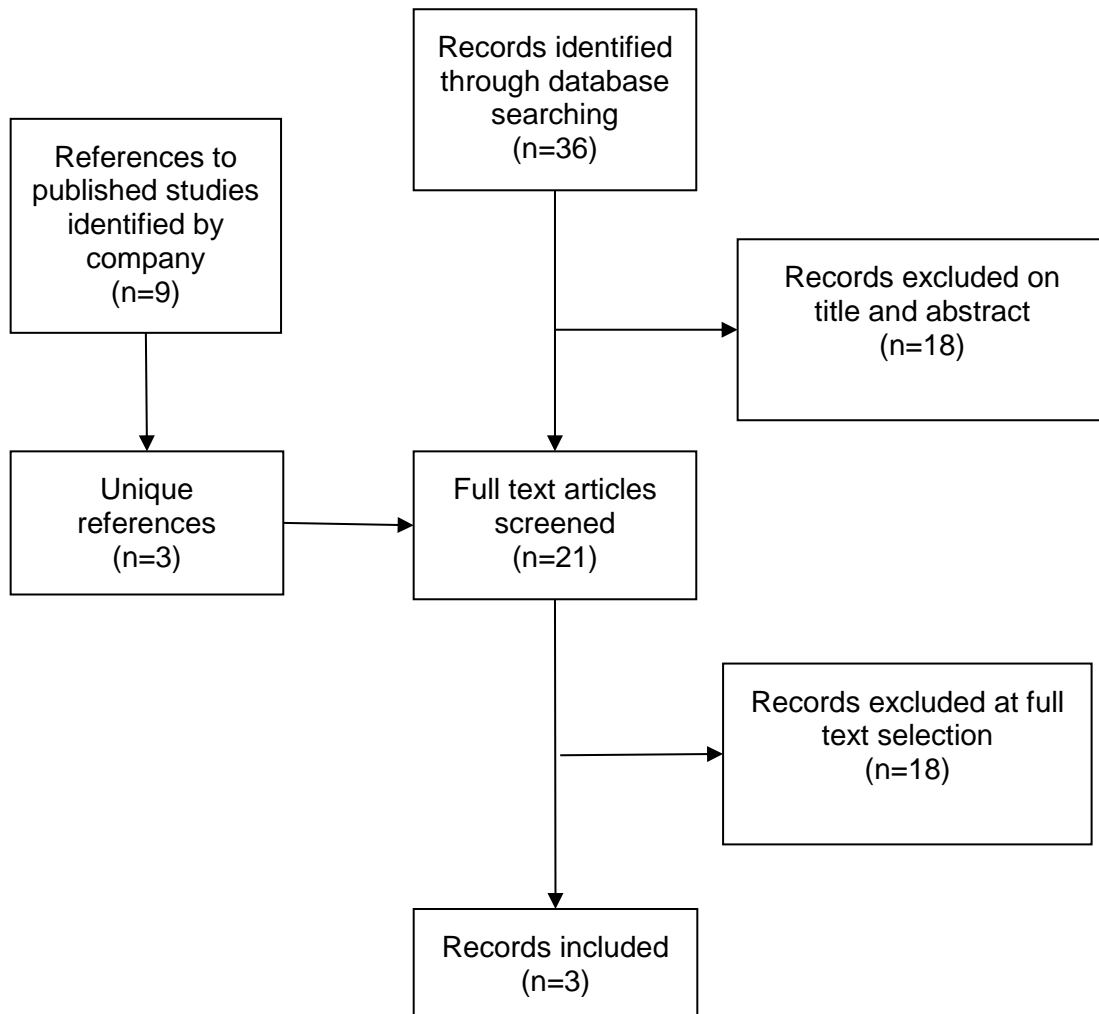 Records identified
through database
searching
(n=36)
References to
published studies
identified by
company
(n=9)
Records excluded on
title and abstract
(n=18)
Unique
references
(n=3)
Full text articles
screened
(n=21)
Records excluded at full
text selection
(n=18)
Records included
(n=3)